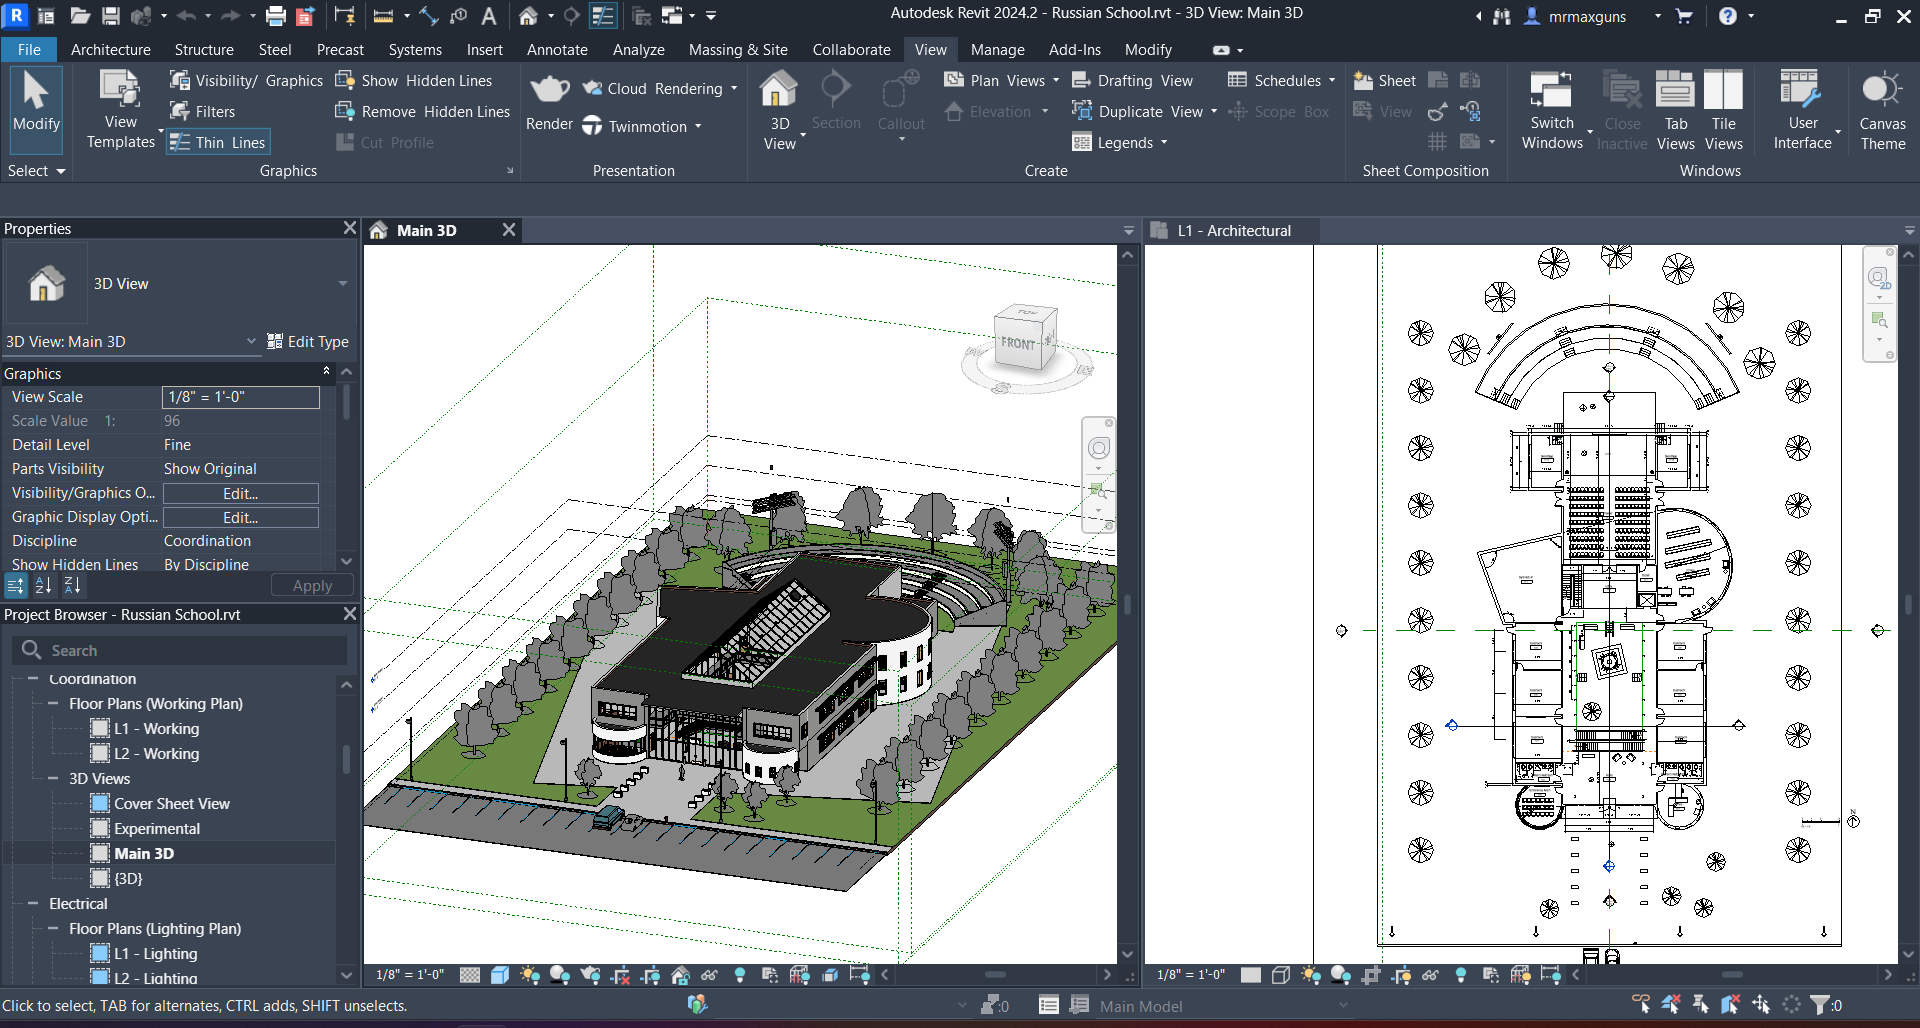 Autodesk Revit 2024.2 - Russian School.rvt - 3D View: Main 3D
mrmaxguns
File
Architecture
Structure
Steel
Precast
Systems
Insert
Annotate
Analyze
Massing & Site
Collaborate
View
Manage
Add-Ins
Modify
Modify
Select
View Templates
Visibility/ Graphics
Filters
Thin Lines
Show Hidden Lines
Remove Hidden Lines
Cut Profile
Graphics
Render
Cloud Rendering
Twinmotion
Presentation
3D View
Section
Callout
Plan Views
Elevation
Drafting View
Duplicate View
Legends
Schedules
Scope Box
Create
Sheet
View
Sheet Composition
Switch Windows
Close Inactive
Tab Views
Tile Views
User Interface
Windows
Canvas Theme
Properties
3D View
3D View: Main 3D
Edit Type
Graphics
View Scale 1/8" = 1'-0"
Scale Value 1: 96
Detail Level Fine
Parts Visibility Show Original
Visibility/Graphics O... Edit...
Graphic Display Opti... Edit...
Discipline Coordination
Show Hidden Lines By Discipline
Apply
Project Browser - Russian School.rvt
Search
Coordination
Floor Plans (Working Plan)
L1 - Working
L2 - Working
3D Views
Cover Sheet View
Experimental
Main 3D
{3D}
Electrical
Floor Plans (Lighting Plan)
L1 - Lighting
L2 - Lighting
Main 3D
TOP
FRONT
S
1/8" = 1'-0"
L1 - Architectural
2D
N
1/8" = 1'-0"
Click to select, TAB for alternates, CTRL adds, SHIFT unselects.
:0
Main Model
:0